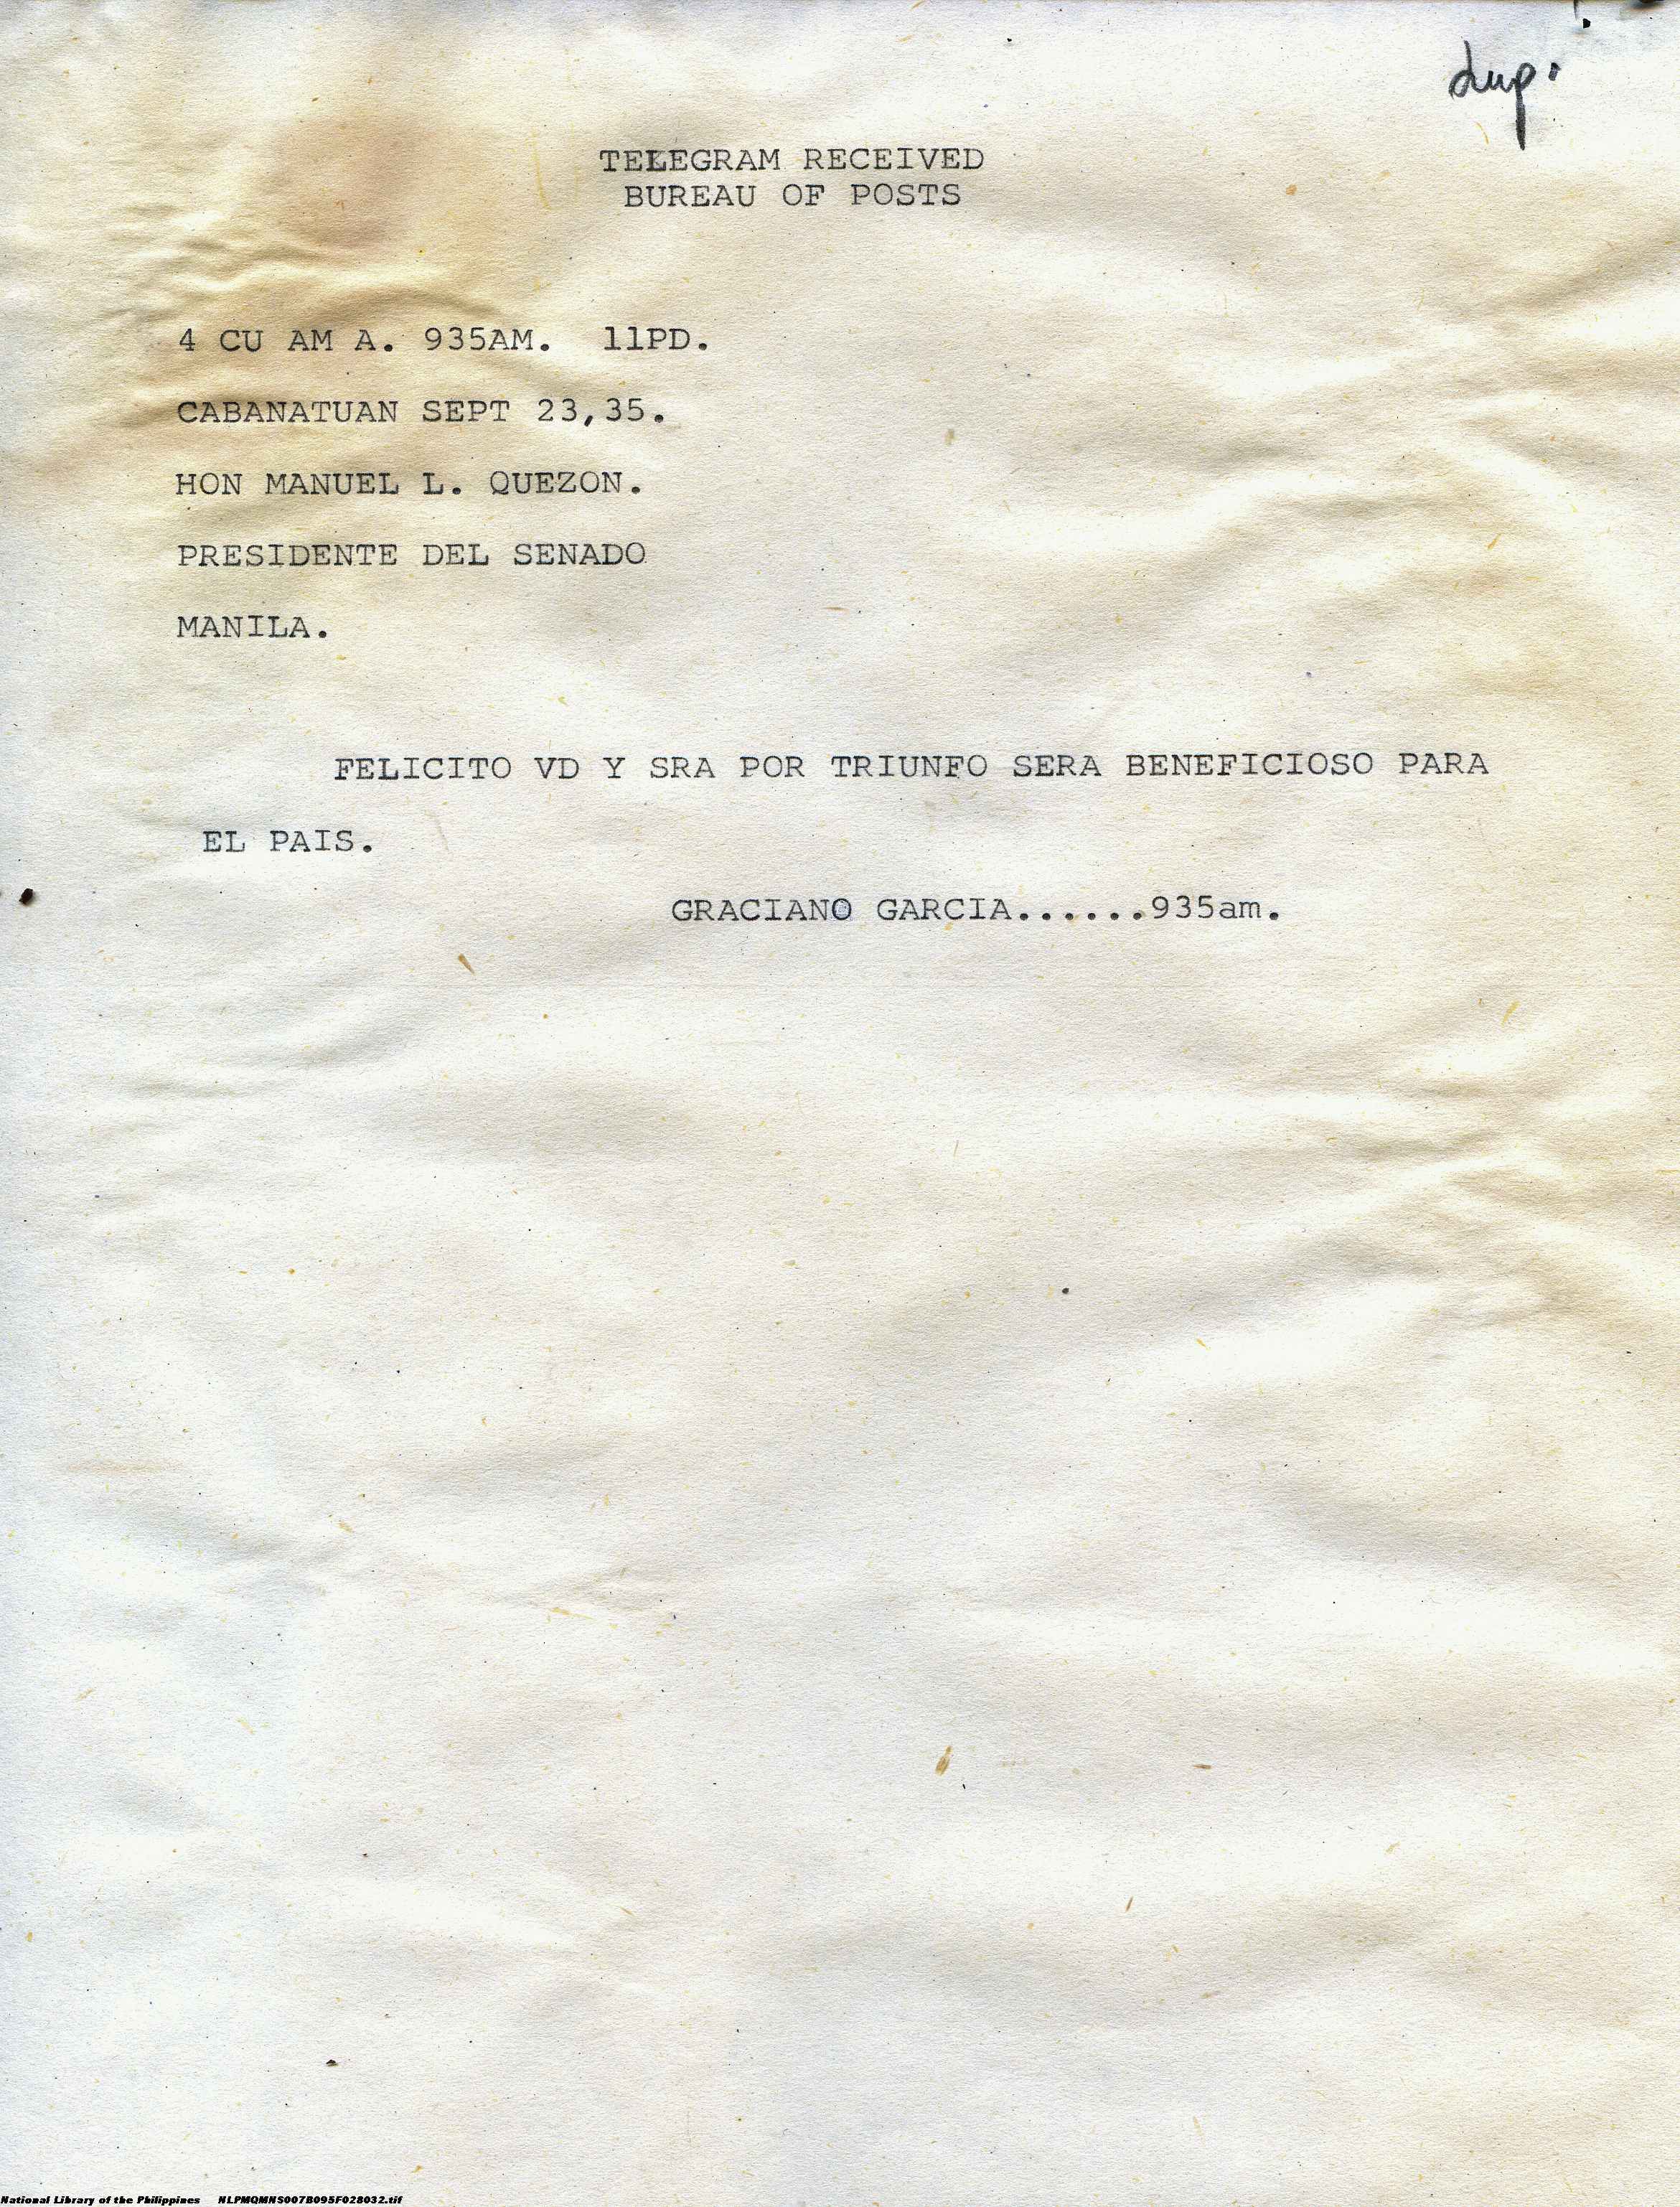 dup.
TELEGRAM RECEIVED
BUREAU OF POSTS
4 CU AM A. 935AM. 11PD.
CABANATUAN SEPT 23,35.
HON MANUEL L. QUEZON.
PRESIDENTE DEL SENADO
MANILA.
FELICITO VD Y SRA POR TRIUNFO SERA BENEFICIOSO PARA
EL PAIS.
GRACIANO GARCIA......935am.
National Library of the Philippines NLPMQMNS007B095F028032.tif